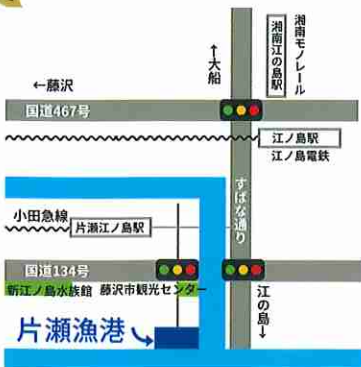 湘南モノレール
湘南江の島駅
↑大船
←藤沢
国道467号
江ノ島駅
江ノ島電鉄
すばな通り
小田急線
片瀬江ノ島駅
国道134号
新江ノ島水族館
藤沢市観光センター
江の島↓
片瀬漁港